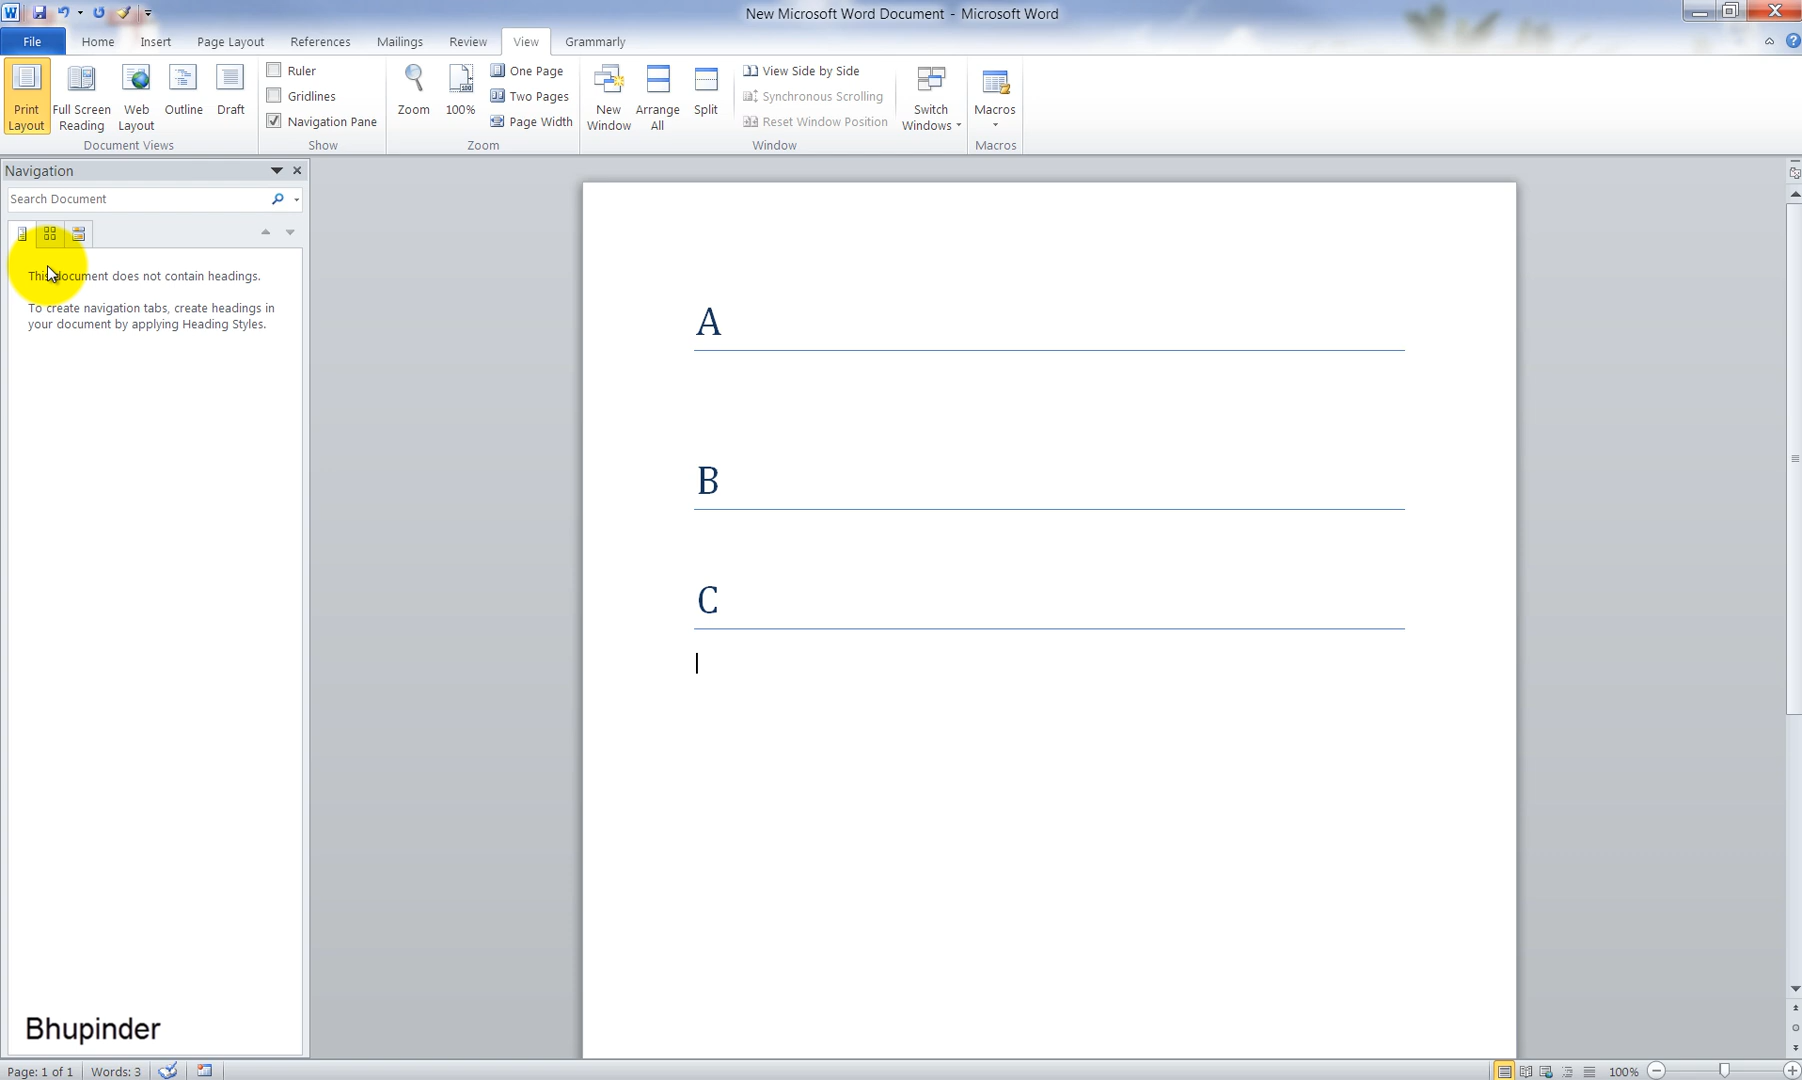 New Microsoft Word Document - Microsoft Word
File Home Insert Page Layout References Mailings Review View Grammarly
Print Layout
Full Screen Reading
Web Layout
Outline
Draft
Document Views
Ruler
Gridlines
Navigation Pane
Show
Zoom
100%
One Page
Two Pages
Page Width
Zoom
New Window
Arrange All
Split
View Side by Side
Synchronous Scrolling
Reset Window Position
Switch Windows
Window
Macros
Macros
Navigation
Search Document
This document does not contain headings.
To create navigation tabs, create headings in
your document by applying Heading Styles.
A
B
C
Bhupinder
Page: 1 of 1 Words: 3 100%